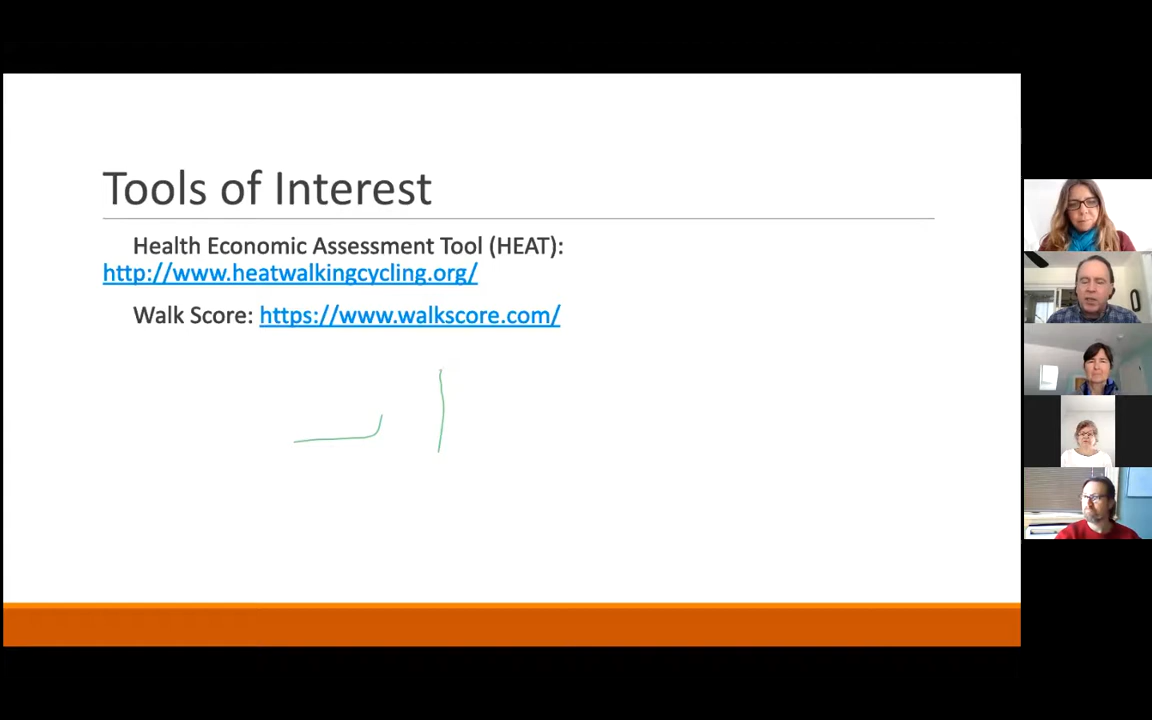 Tools of Interest
Health Economic Assessment Tool (HEAT):
http://www.heatwalkingcycling.org/
Walk Score: https://www.walkscore.com/